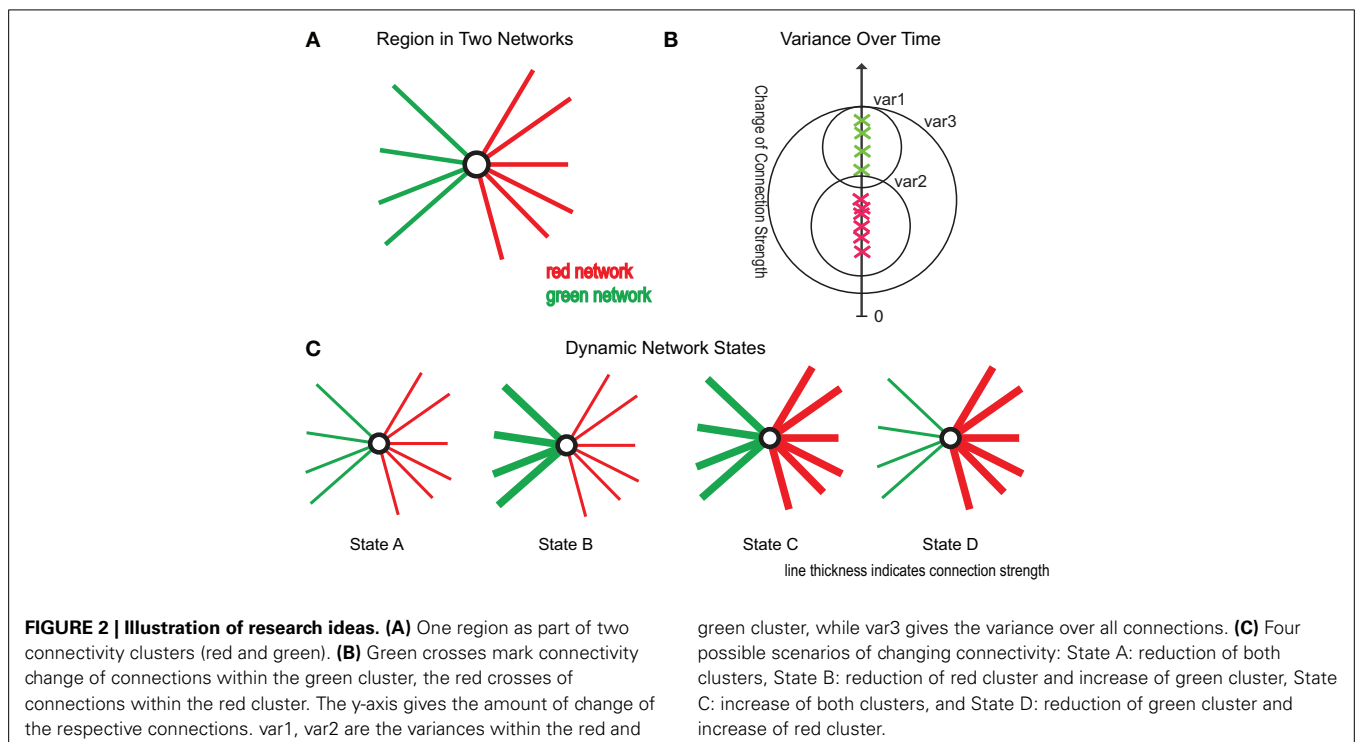 A
Region in Two Networks
red network
green network
B
Variance Over Time
Change of Connection Strength
var1
var3
var2
0
C
Dynamic Network States
State A
State B
State C
State D
line thickness indicates connection strength
FIGURE 2 | Illustration of research ideas. (A) One region as part of two
connectivity clusters (red and green). (B) Green crosses mark connectivity
change of connections within the green cluster, the red crosses of
connections within the red cluster. The y-axis gives the amount of change of
the respective connections. var1, var2 are the variances within the red and
green cluster, while var3 gives the variance over all connections. (C) Four
possible scenarios of changing connectivity: State A: reduction of both
clusters, State B: reduction of red cluster and increase of green cluster, State
C: increase of both clusters, and State D: reduction of green cluster and
increase of red cluster.